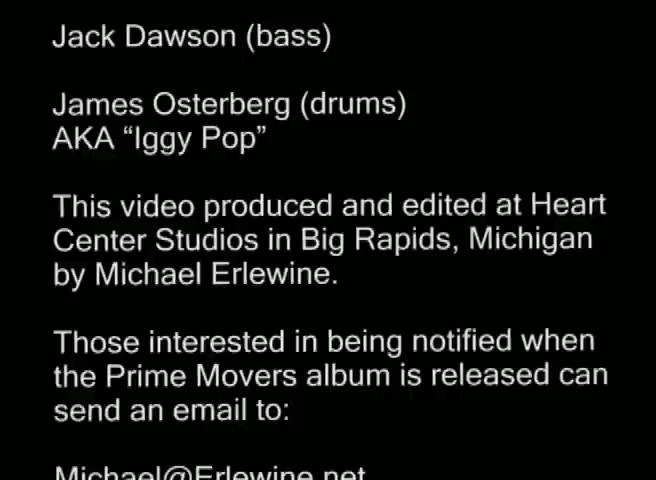 Jack Dawson (bass)
James Osterberg (drums)
AKA “Iggy Pop”
This video produced and edited at Heart
Center Studios in Big Rapids, Michigan
by Michael Erlewine.
Those interested in being notified when
the Prime Movers album is released can
send an email to:
Michael@Erlewine.net